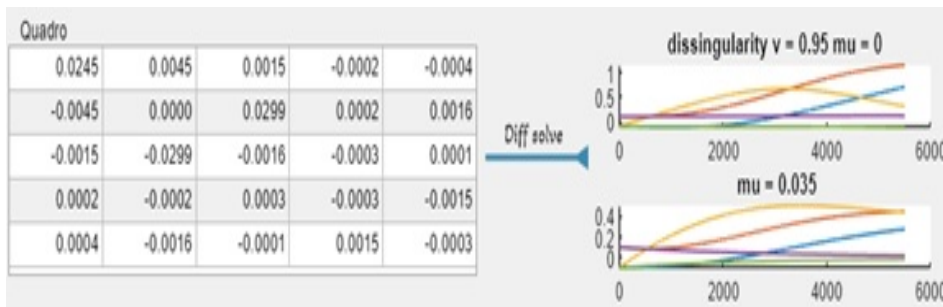 Quadro
0.0245 0.0045 0.0015 -0.0002 -0.0004
-0.0045 0.0000 0.0299 0.0002 0.0016
-0.0015 -0.0299 -0.0016 -0.0003 0.0001
0.0002 -0.0002 0.0003 -0.0003 -0.0015
0.0004 -0.0016 -0.0001 0.0015 -0.0003
Diff solve
dissingularity v = 0.95 mu = 0
1
0.5
0
0 2000 4000 6000
mu = 0.035
0.4
0.2
0
0 2000 4000 6000